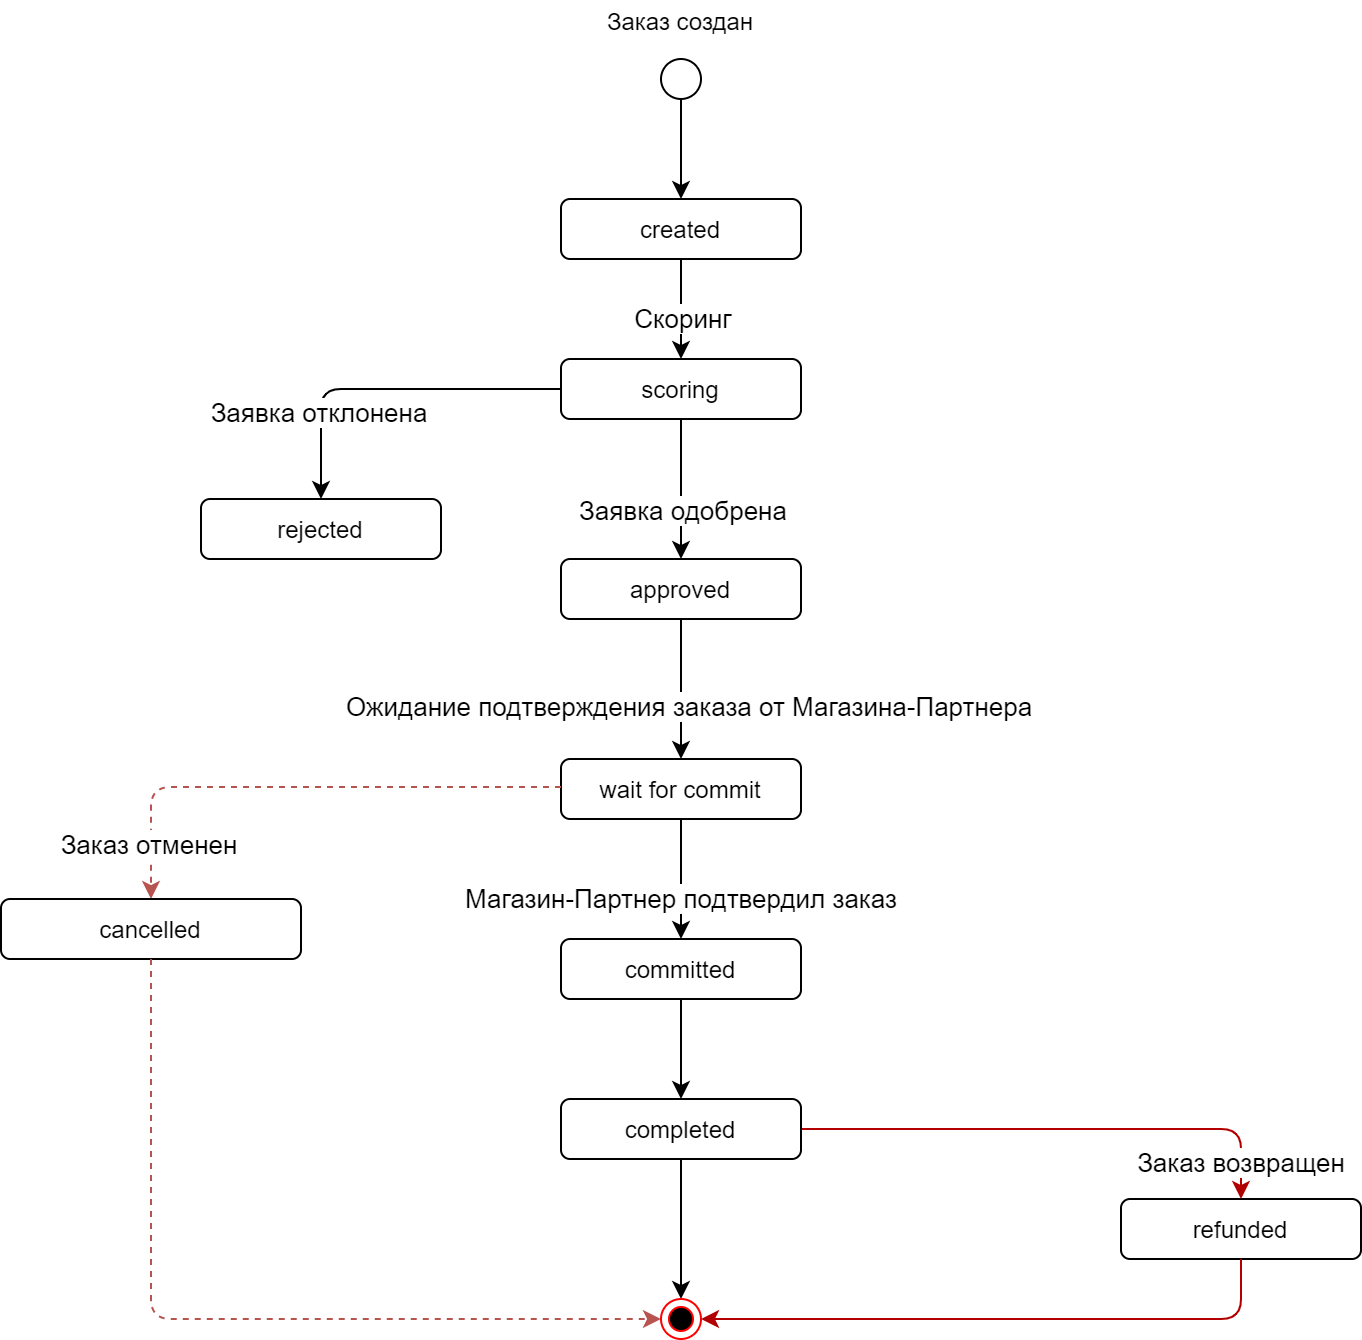 Заказ создан
created
Скоринг
scoring
Заявка отклонена
Заявка одобрена
rejected
approved
Ожидание подтверждения заказа от Магазина-Партнера
wait for commit
Заказ отменен
Магазин-Партнер подтвердил заказ
cancelled
committed
completed
Заказ возвращен
refunded